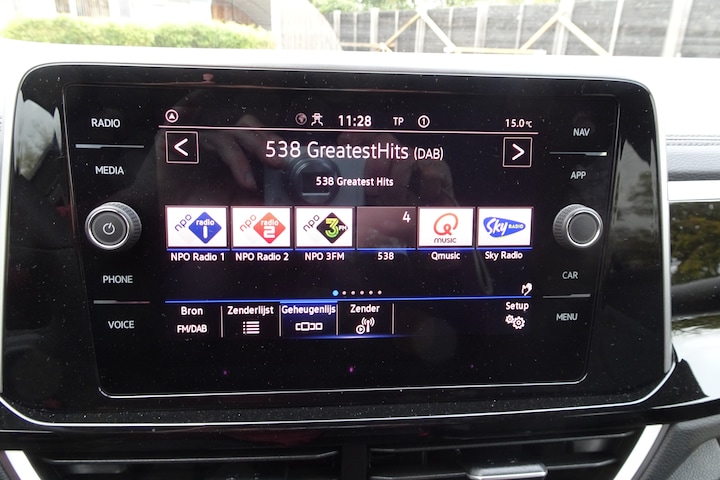 RADIO
MEDIA
PHONE
VOICE
11:28 TP 1 15.0°C
< 538 GreatestHits (DAB) >
538 Greatest Hits
npo radio 1
npo radio 2
npo 3FM
4
Q MUSIC
Sky RADIO
NPO Radio 1 NPO Radio 2 NPO 3FM 538 Qmusic Sky Radio
Bron Zenderlijst Geheugenlijs Zender Setup
FM/DAB
NAV
APP
CAR
MENU